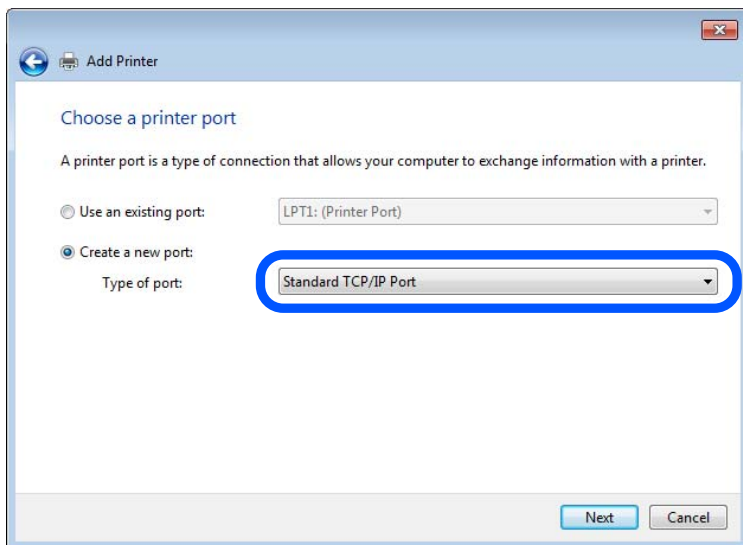 Add Printer
Choose a printer port
A printer port is a type of connection that allows your computer to exchange information with a printer.
Use an existing port: LPT1: (Printer Port)
Create a new port:
Type of port: Standard TCP/IP Port
Next Cancel